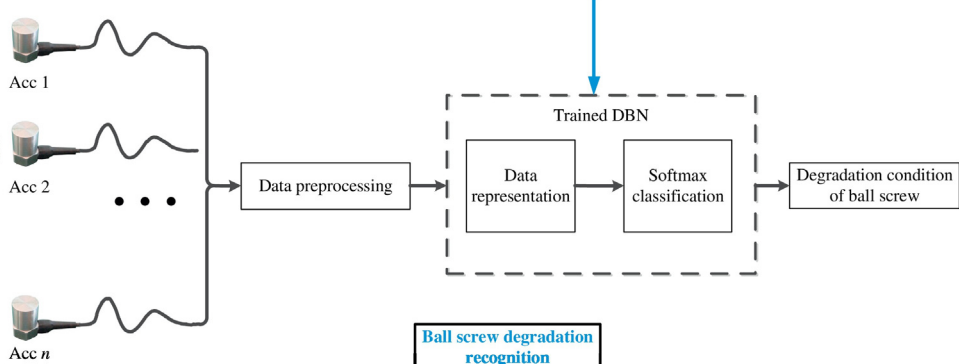 Acc 1
Acc 2
Acc n
Data preprocessing
Trained DBN
Data
representation
Softmax
classification
Degradation condition
of ball screw
Ball screw degradation
recognition